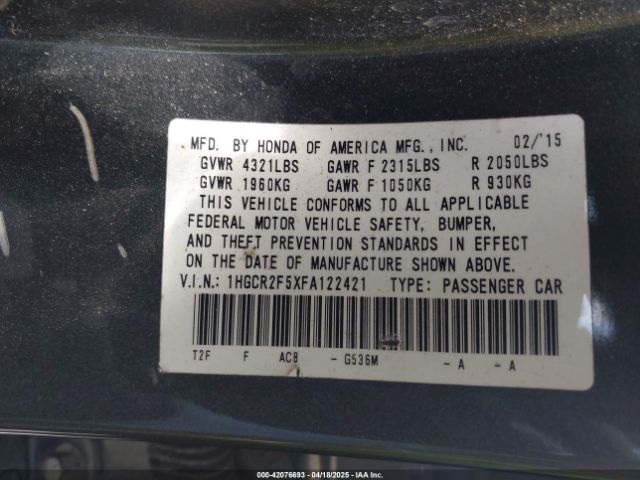 MFD. BY HONDA OF AMERICA MFG., INC. 02/'15
GVWR 4321LBS GAWR F 2315LBS R 2050LBS
GVWR 1960KG GAWR F 1050KG R 930KG
THIS VEHICLE CONFORMS TO ALL APPLICABLE
FEDERAL MOTOR VEHICLE SAFETY, BUMPER,
AND THEFT PREVENTION STANDARDS IN EFFECT
ON THE DATE OF MANUFACTURE SHOWN ABOVE.
V.I.N.: 1HGCR2F5XFA122421 TYPE: PASSENGER CAR
T2F F AC8 - G536M - A - A
000-42076693 - 04/18/2025 - IAA Inc.